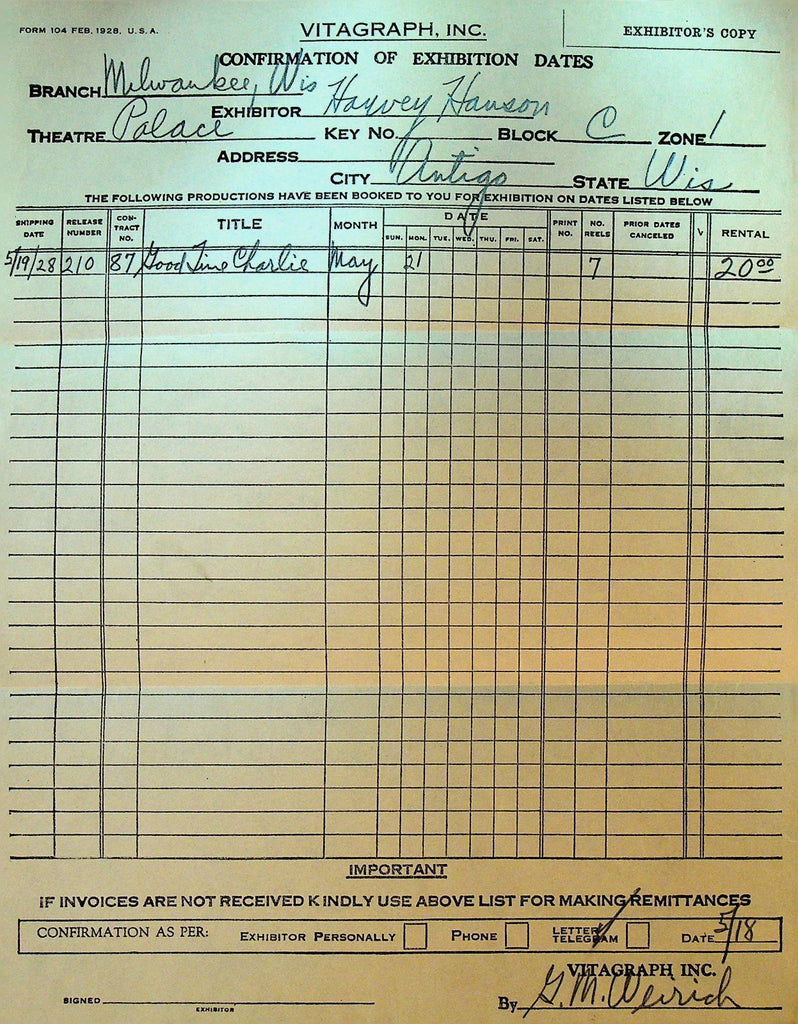 FORM 104 FEB. 1928. U.S.A.
VITAGRAPH, INC.
EXHIBITOR'S COPY
CONFIRMATION OF EXHIBITION DATES
BRANCH Milwaukee, Wis
EXHIBITOR Harvey Hanson
THEATRE Palace KEY NO. BLOCK C ZONE 1
ADDRESS
CITY Antigo STATE Wis
THE FOLLOWING PRODUCTIONS HAVE BEEN BOOKED TO YOU FOR EXHIBITION ON DATES LISTED BELOW
SHIPPING DATE RELEASE NUMBER CONTRACT NO. TITLE MONTH DATE SUN. MON. TUE. WED. THU. FRI. SAT. PRINT NO. NO. REELS PRIOR DATES CANCELED V RENTAL
5/19/28 210 87 Good Time Charlie May 21 7 20.00
IMPORTANT
IF INVOICES ARE NOT RECEIVED KINDLY USE ABOVE LIST FOR MAKING REMITTANCES
CONFIRMATION AS PER: EXHIBITOR PERSONALLY PHONE LETTER TELEGRAM DATE 5/18
VITAGRAPH INC.
SIGNED EXHIBITOR By G. M. Weirich